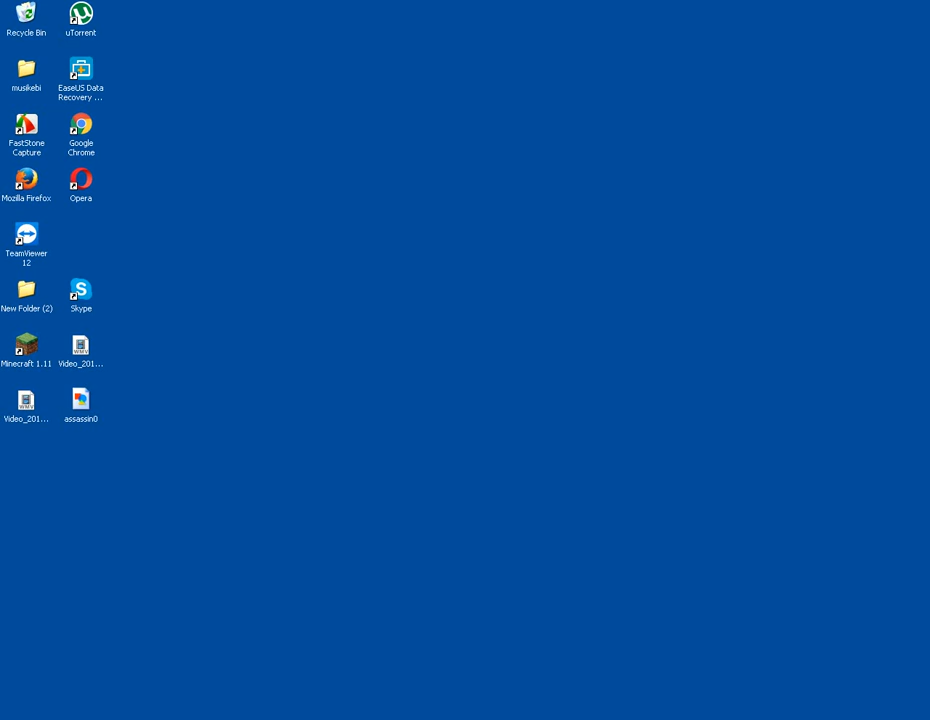 Recycle Bin
uTorrent
musikebi
EaseUS Data
Recovery ...
FastStone
Capture
Google
Chrome
Mozilla Firefox
Opera
TeamViewer
12
New Folder (2)
Skype
Minecraft 1.11
Video_201...
Video_201...
assassin0